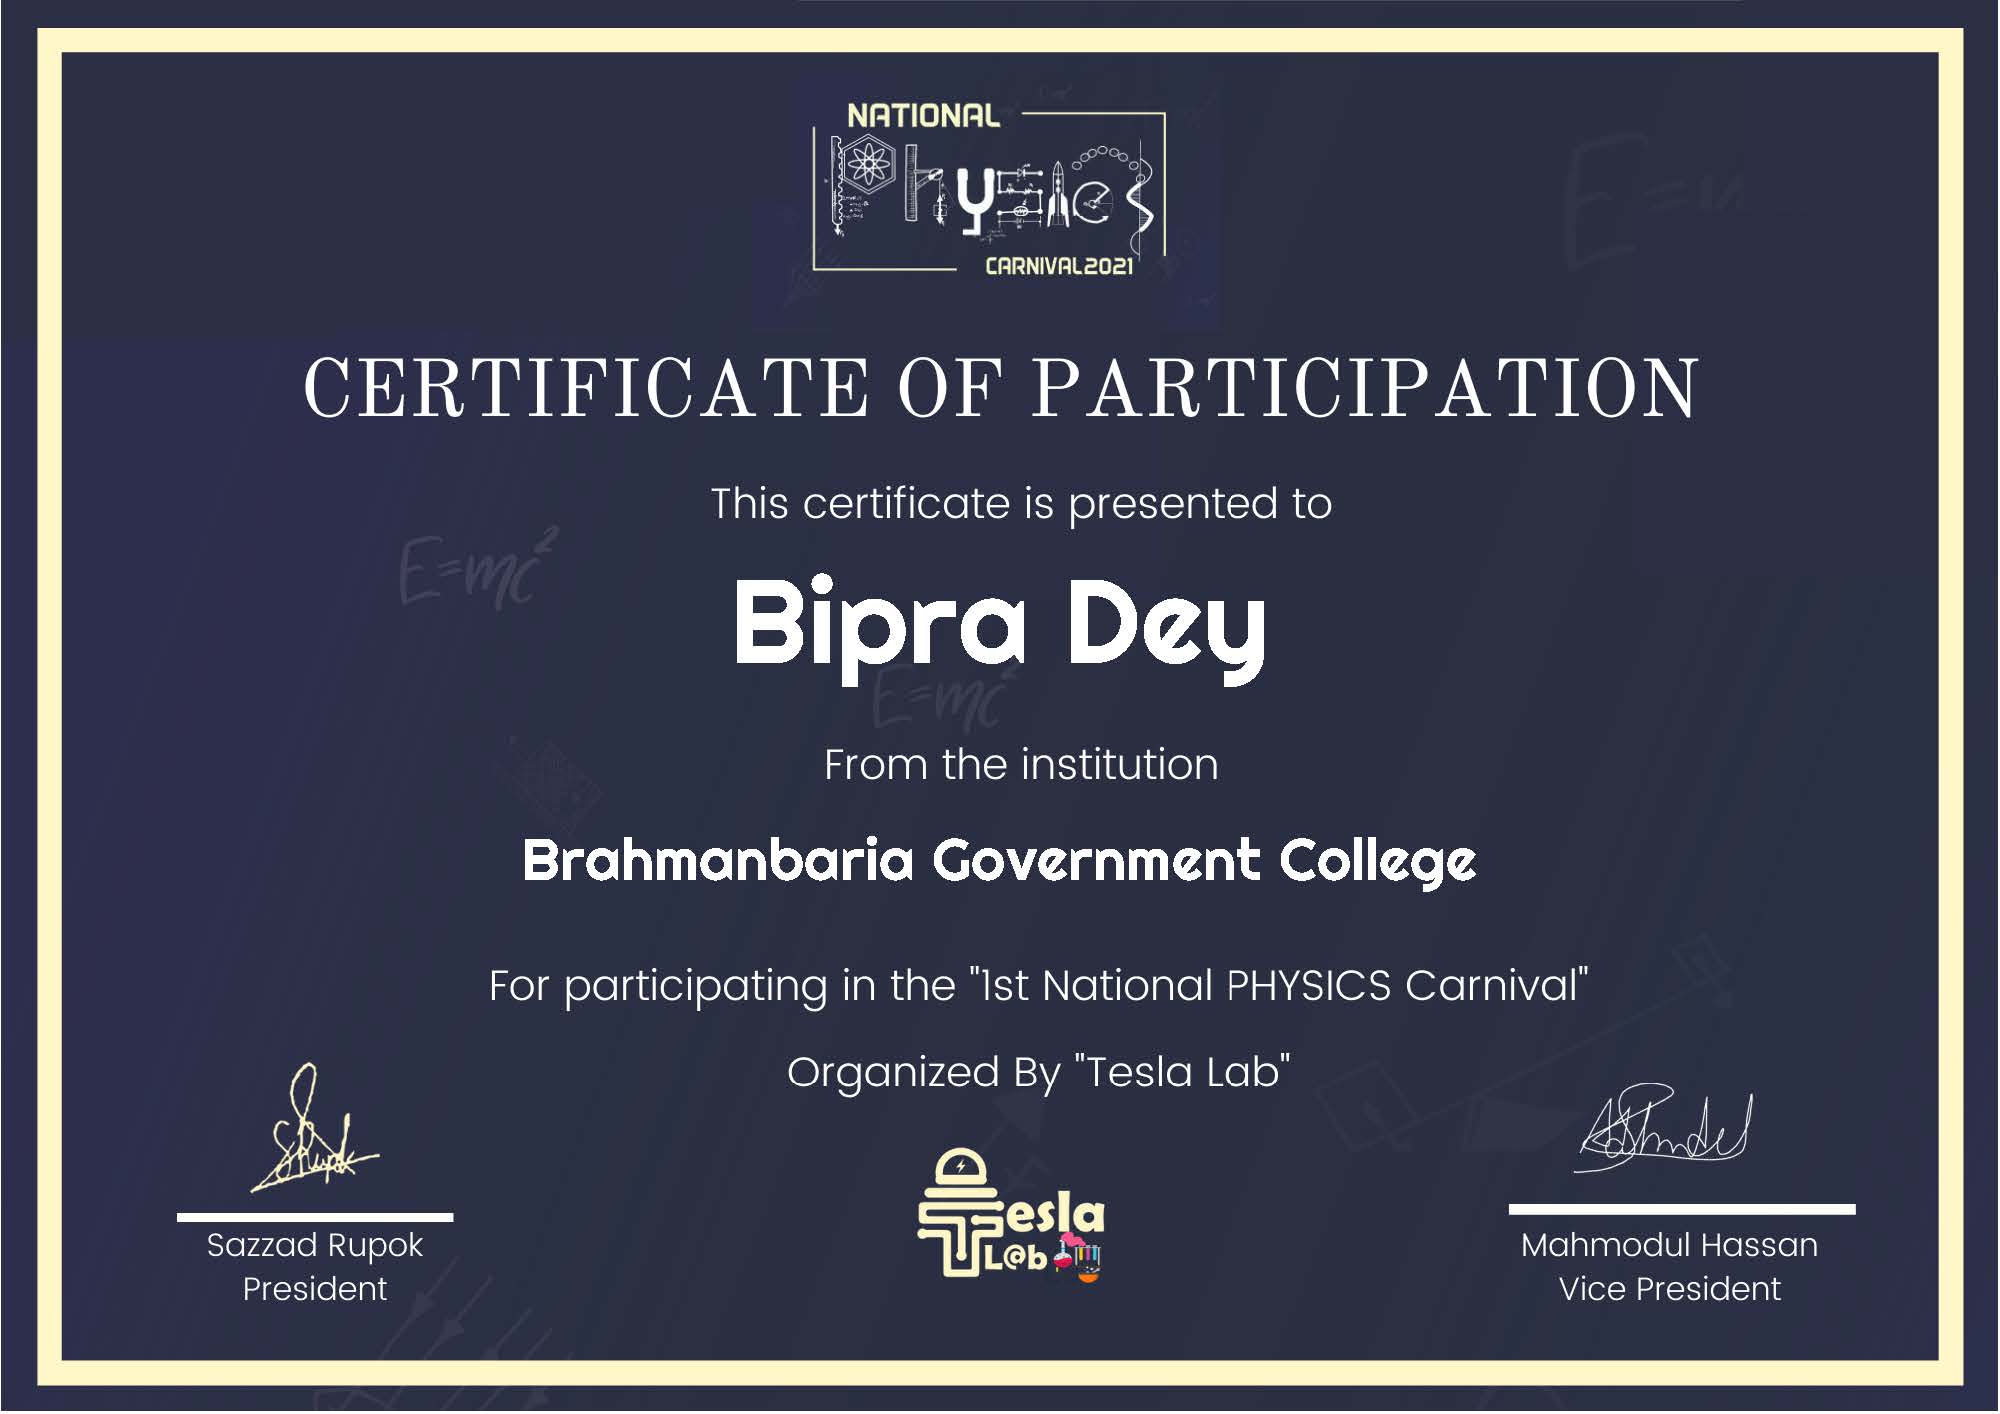 NATIONAL
Physics
CARNIVAL2021
CERTIFICATE OF PARTICIPATION
This certificate is presented to
E=mc²
Bipra Dey
E=mc²
From the institution
Brahmanbaria Government College
For participating in the "1st National PHYSICS Carnival"
Organized By "Tesla Lab"
Tesla
L@b
Sazzad Rupok
President
Mahmodul Hassan
Vice President